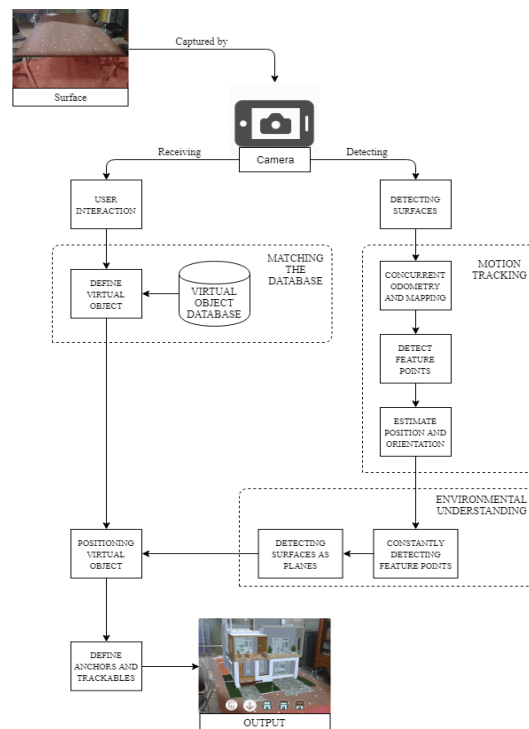 Captured by
Surface
Camera
Receiving
Detecting
USER
INTERACTION
DETECTING
SURFACES
MATCHING
THE
DATABASE
DEFINE
VIRTUAL
OBJECT
VIRTUAL
OBJECT
DATABASE
MOTION
TRACKING
CONCURRENT
ODOMETRY
AND MAPPING
DETECT
FEATURE
POINTS
ESTIMATE
POSITION AND
ORIENTATION
ENVIRONMENTAL
UNDERSTANDING
POSITIONING
VIRTUAL
OBJECT
DETECTING
SURFACES AS
PLANES
CONSTANTLY
DETECTING
FEATURE POINTS
DEFINE
ANCHORS AND
TRACKABLES
OUTPUT